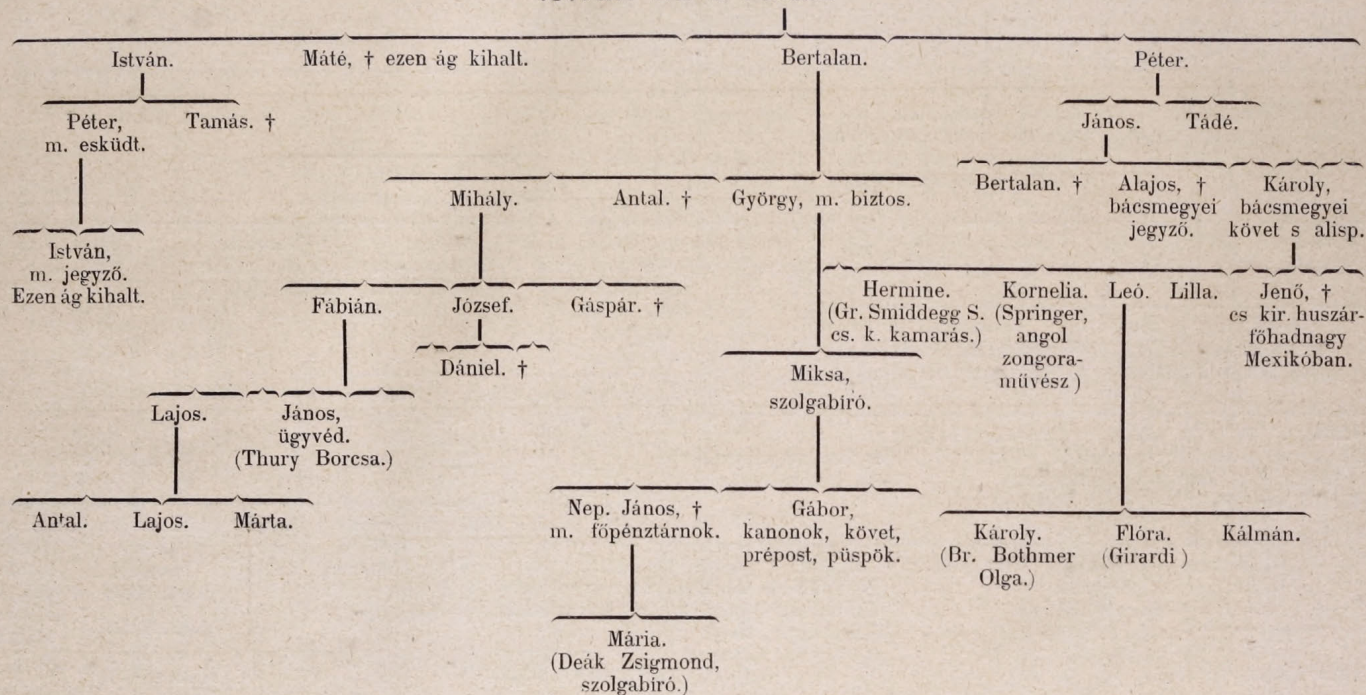 István. Máté, † ezen ág kihalt. Bertalan. Péter.
Péter, Tamás. † János. Tádé.
m. esküdt.
Bertalan. † Alajos, † Károly,
bácsmegyei bácsmegyei
jegyző. követ s alisp.
Mihály. Antal. † György, m. biztos.
István,
m. jegyző.
Ezen ág kihalt.
Fábián. József. Gáspár. †
Hermine. Kornelia. Leó. Lilla. Jenő, †
(Gr. Smiddegg S. (Springer, cs kir. huszár-
cs. k. kamarás.) angol főhadnagy
zongora- Mexikóban.
művész )
Dániel. †
Miksa,
szolgabíró.
Lajos. János,
ügyvéd.
(Thury Borcsa.)
Antal. Lajos. Márta.
Nep. János, † Gábor,
m. főpénztárnok. kanonok, követ,
prépost, püspök.
Károly. Flóra. Kálmán.
(Br. Bothmer (Girardi )
Olga.)
Mária.
(Deák Zsigmond,
szolgabíró.)